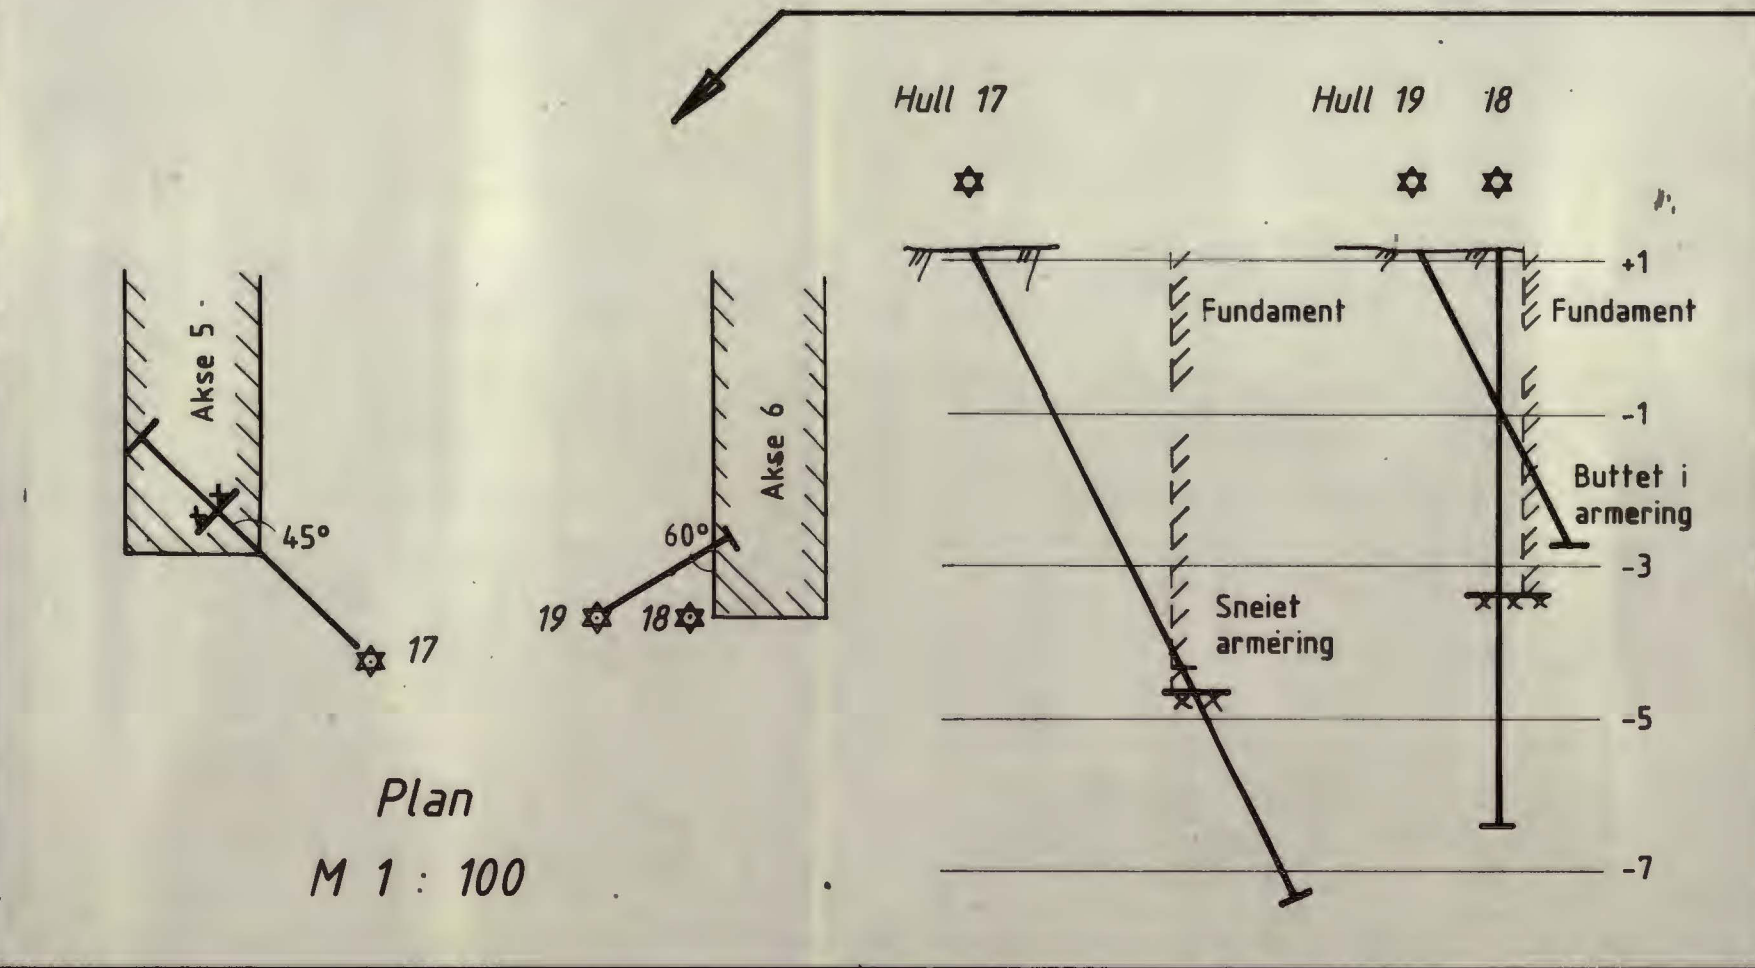 Hull 17
Hull 19 18
Akse 5
45°
17
Akse 6
60°
19
18
Plan
M 1 : 100
+1
Fundament
Fundament
-1
Buttet i
armering
-3
Sneiet
armering
-5
-7